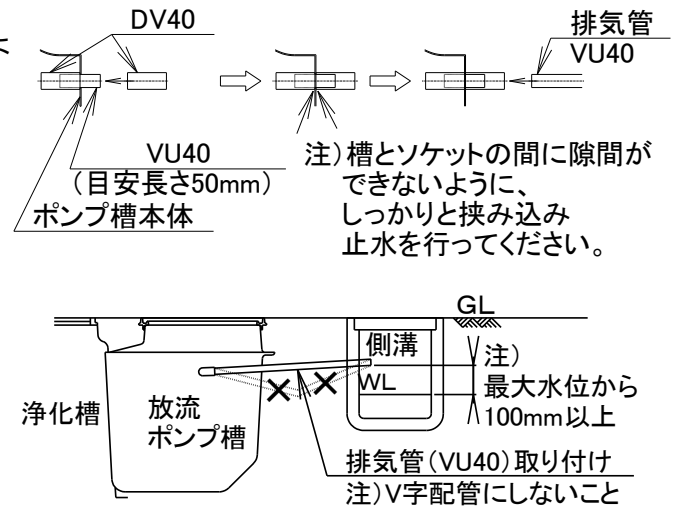 DV40
よ
排気管
VU40
VU40
（目安長さ50mm）
ポンプ槽本体
注）槽とソケットの間に隙間が
できないように、
しっかりと挟み込み
止水を行ってください。
GL
側溝
WL
注）
最大水位から
100mm以上
浄化槽
放流
ポンプ槽
排気管（VU40）取り付け
注）V字配管にしないこと